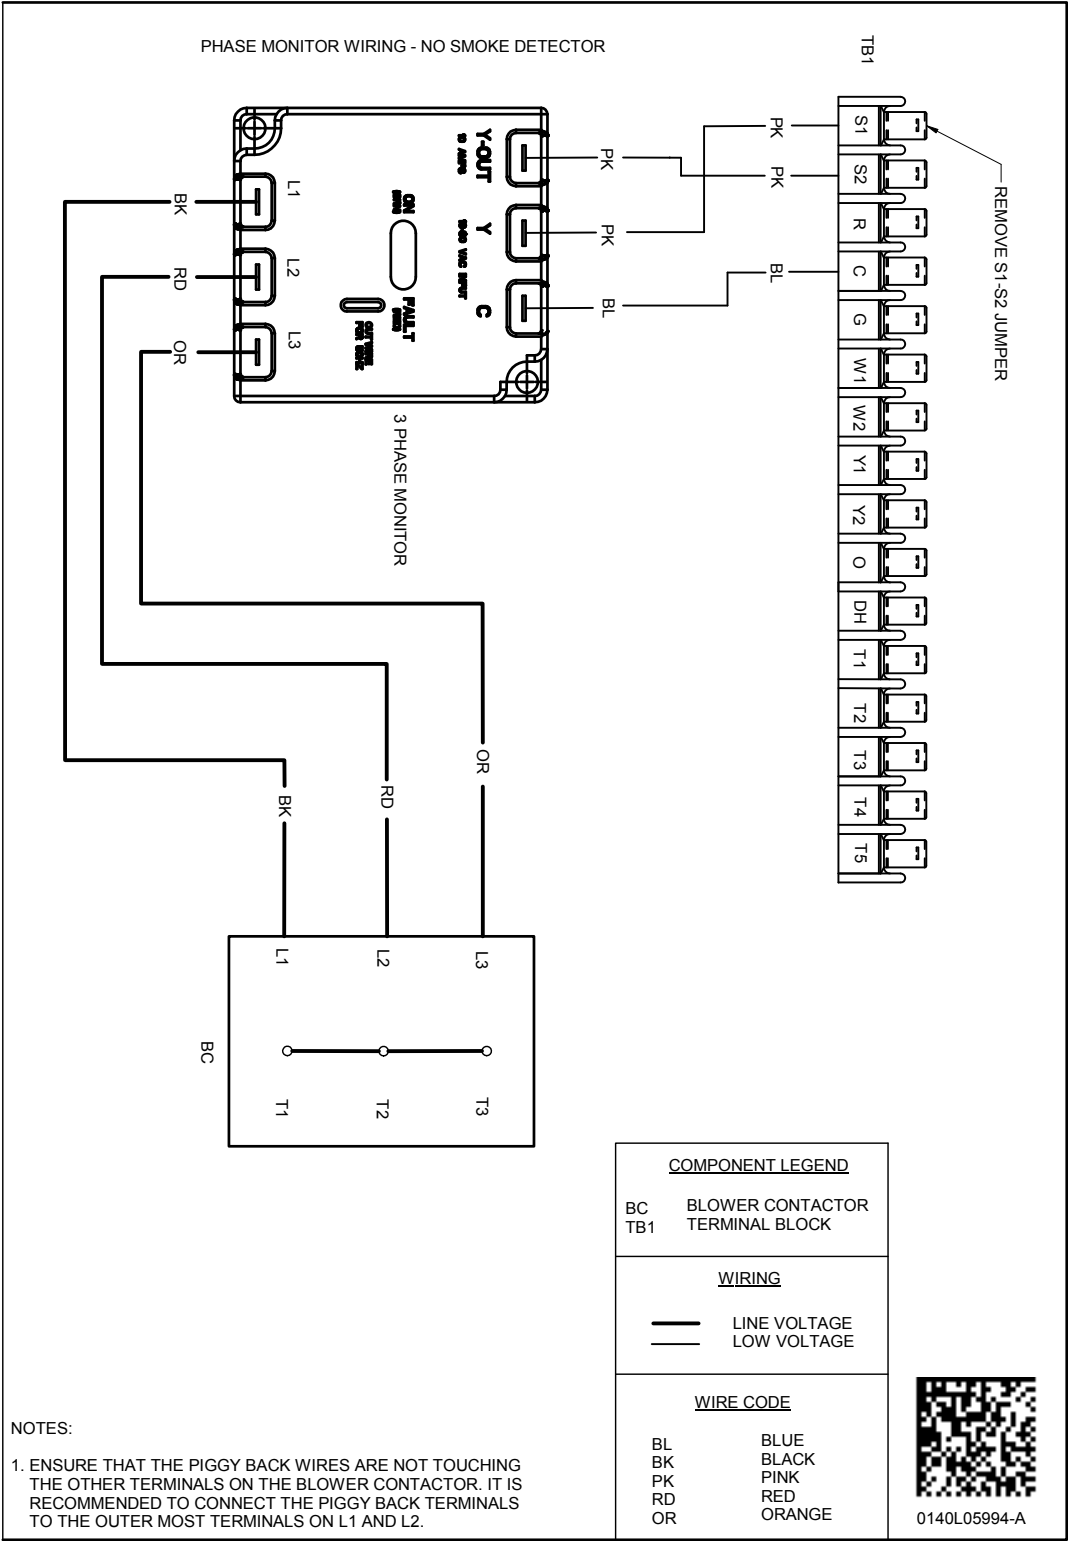 PHASE MONITOR WIRING - NO SMOKE DETECTOR
TB1
S1
S2
R
C
G
W1
W2
Y1
Y2
O
DH
T1
T2
T3
T4
T5
REMOVE S1-S2 JUMPER
PK
PK
BL
PK
PK
BL
Y-OUT
10 AMPS
Y
C
ON
FAULT
L1
L2
L3
3 PHASE MONITOR
BK
RD
OR
OR
RD
BK
L1
L2
L3
T1
T2
T3
BC
COMPONENT LEGEND
BC BLOWER CONTACTOR
TB1 TERMINAL BLOCK
WIRING
LINE VOLTAGE
LOW VOLTAGE
WIRE CODE
BL BLUE
BK BLACK
PK PINK
RD RED
OR ORANGE
0140L05994-A
NOTES:
1. ENSURE THAT THE PIGGY BACK WIRES ARE NOT TOUCHING
THE OTHER TERMINALS ON THE BLOWER CONTACTOR. IT IS
RECOMMENDED TO CONNECT THE PIGGY BACK TERMINALS
TO THE OUTER MOST TERMINALS ON L1 AND L2.